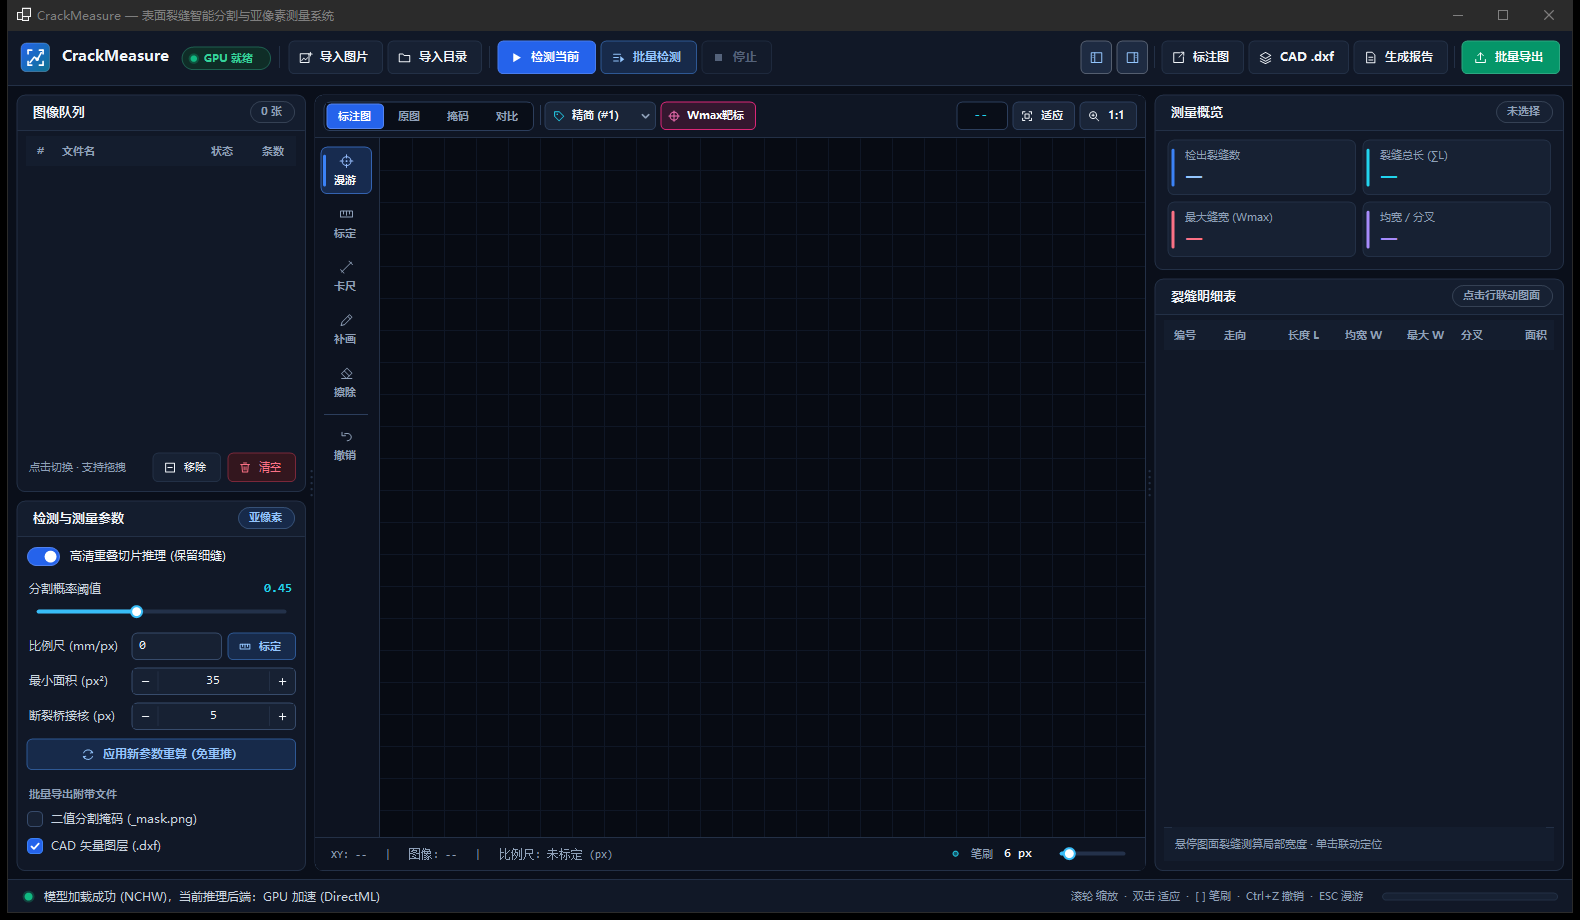 CrackMeasure — 表面裂缝智能分割与亚像素测量系统
CrackMeasure GPU 就绪 导入图片 导入目录 检测当前 批量检测 停止 标注图 CAD .dxf 生成报告 批量导出
图像队列 0 张
# 文件名 状态 条数
点击切换 · 支持拖拽 移除 清空
检测与测量参数 亚像素
高清重叠切片推理 (保留细缝)
分割概率阈值 0.45
比例尺 (mm/px) 0 标定
最小面积 (px²) − 35 +
断裂桥接核 (px) − 5 +
应用新参数重算 (免重推)
批量导出附带文件
二值分割掩码 (_mask.png)
CAD 矢量图层 (.dxf)
标注图 原图 掩码 对比 精简 (#1) Wmax靶标 -- 适应 1:1
漫游
标定
卡尺
补画
擦除
撤销
XY: -- | 图像: -- | 比例尺: 未标定 (px) 笔刷 6 px
测量概览 未选择
检出裂缝数 —
裂缝总长 (∑L) —
最大缝宽 (Wmax) —
均宽 / 分叉 —
裂缝明细表 点击行联动图面
编号 走向 长度 L 均宽 W 最大 W 分叉 面积
悬停图面裂缝测算局部宽度 · 单击联动定位
模型加载成功 (NCHW)，当前推理后端：GPU 加速 (DirectML) 滚轮 缩放 · 双击 适应 · [ ] 笔刷 · Ctrl+Z 撤销 · ESC 漫游